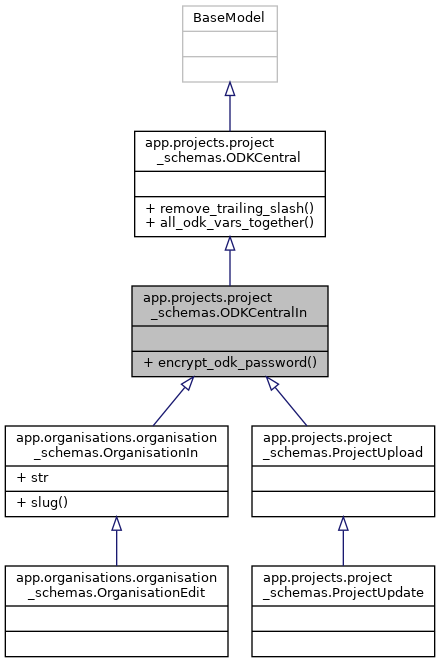 BaseModel
app.projects.project
_schemas.ODKCentral
+ remove_trailing_slash()
+ all_odk_vars_together()
app.projects.project
_schemas.ODKCentralIn
+ encrypt_odk_password()
app.organisations.organisation
_schemas.OrganisationIn
+ str
+ slug()
app.projects.project
_schemas.ProjectUpload
app.organisations.organisation
_schemas.OrganisationEdit
app.projects.project
_schemas.ProjectUpdate